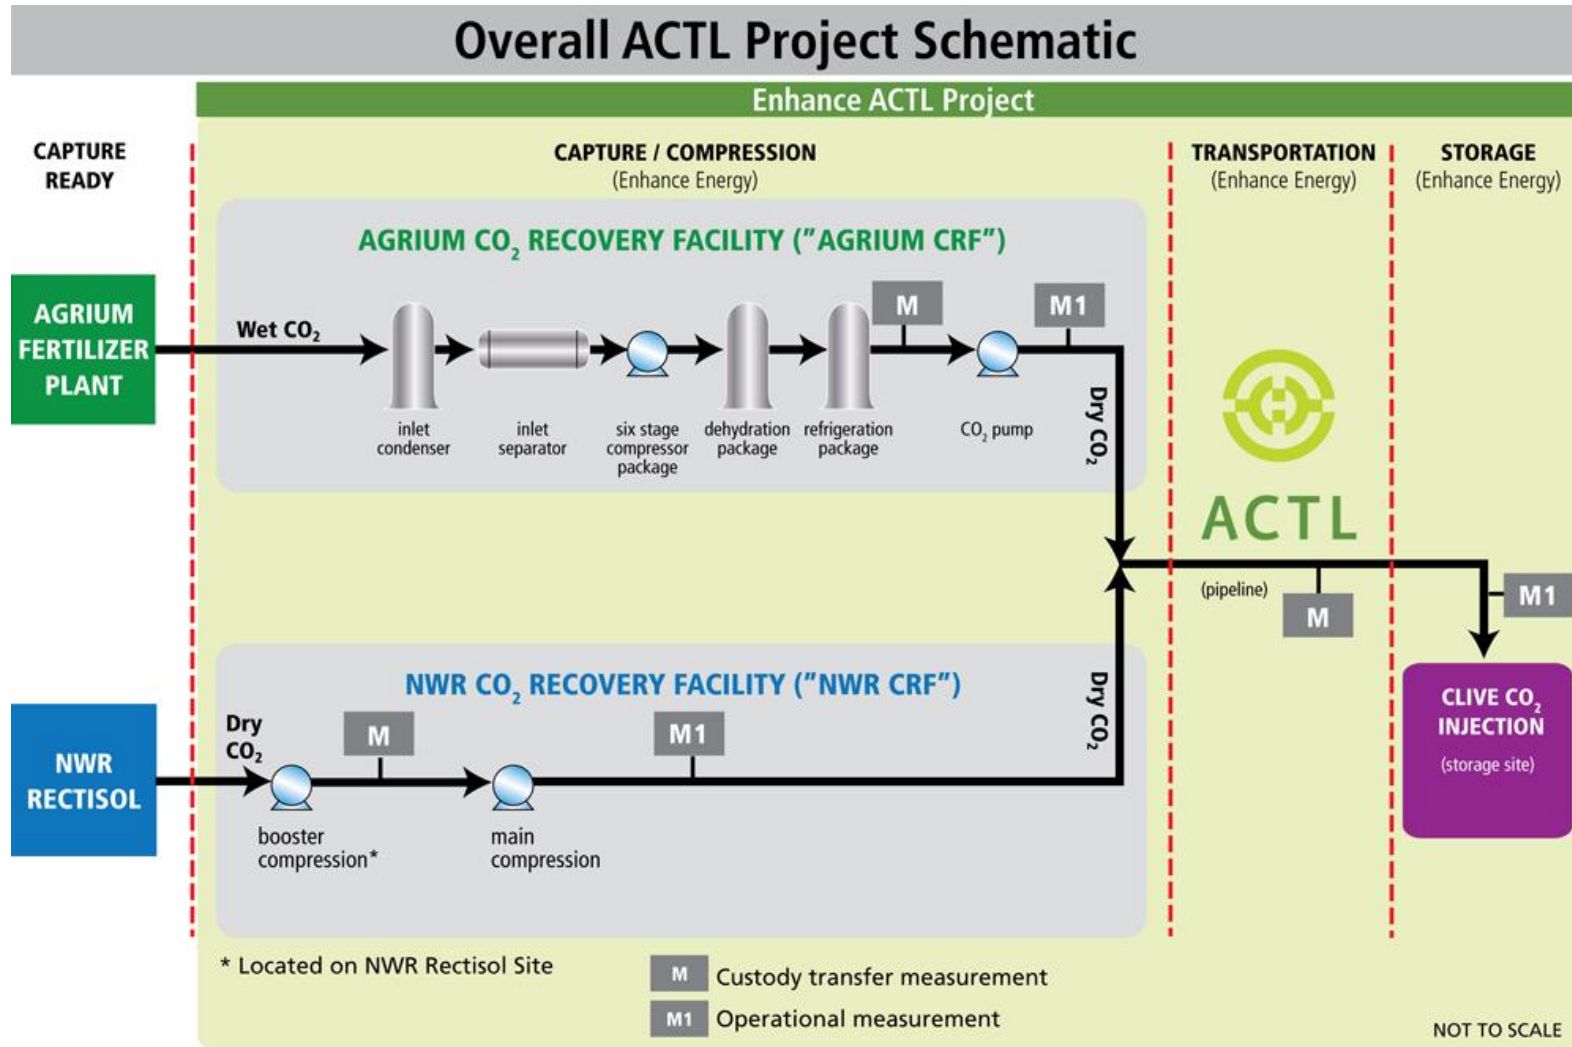 Overall ACTL Project Schematic
Enhance ACTL Project
CAPTURE
READY
CAPTURE / COMPRESSION
(Enhance Energy)
TRANSPORTATION
(Enhance Energy)
STORAGE
(Enhance Energy)
AGRIUM CO₂ RECOVERY FACILITY ("AGRIUM CRF")
AGRIUM
FERTILIZER
PLANT
Wet CO₂
M
M1
inlet
condenser
inlet
separator
six stage
compressor
package
dehydration
package
refrigeration
package
CO₂ pump
Dry CO₂
ACTL
(pipeline)
M
M1
NWR CO₂ RECOVERY FACILITY ("NWR CRF")
NWR
RECTISOL
Dry
CO₂
M
M1
booster
compression*
main
compression
Dry CO₂
CLIVE CO₂
INJECTION
(storage site)
* Located on NWR Rectisol Site
M Custody transfer measurement
M1 Operational measurement
NOT TO SCALE